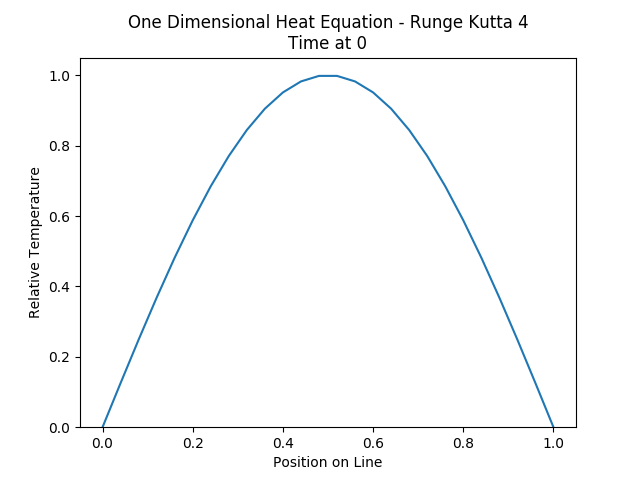 One Dimensional Heat Equation - Runge Kutta 4
Time at 0
1.0
0.8
0.6
0.4
0.2
0.0
Relative Temperature
0.0 0.2 0.4 0.6 0.8 1.0
Position on Line